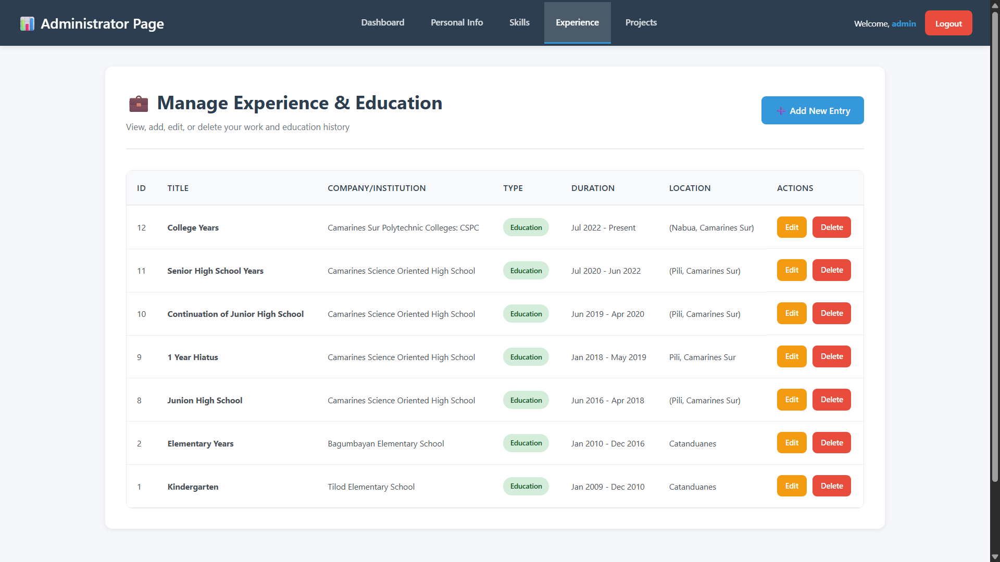 Administrator Page
Dashboard Personal Info Skills Experience Projects
Welcome, admin Logout
Manage Experience & Education
View, add, edit, or delete your work and education history
Add New Entry
ID TITLE COMPANY/INSTITUTION TYPE DURATION LOCATION ACTIONS
12 College Years Camarines Sur Polytechnic Colleges: CSPC Education Jul 2022 - Present (Nabua, Camarines Sur) Edit Delete
11 Senior High School Years Camarines Science Oriented High School Education Jul 2020 - Jun 2022 (Pili, Camarines Sur) Edit Delete
10 Continuation of Junior High School Camarines Science Oriented High School Education Jun 2019 - Apr 2020 (Pili, Camarines Sur) Edit Delete
9 1 Year Hiatus Camarines Science Oriented High School Education Jan 2018 - May 2019 Pili, Camarines Sur Edit Delete
8 Junion High School Camarines Science Oriented High School Education Jun 2016 - Apr 2018 (Pili, Camarines Sur) Edit Delete
2 Elementary Years Bagumbayan Elementary School Education Jan 2010 - Dec 2016 Catanduanes Edit Delete
1 Kindergarten Tilod Elementary School Education Jan 2009 - Dec 2010 Catanduanes Edit Delete